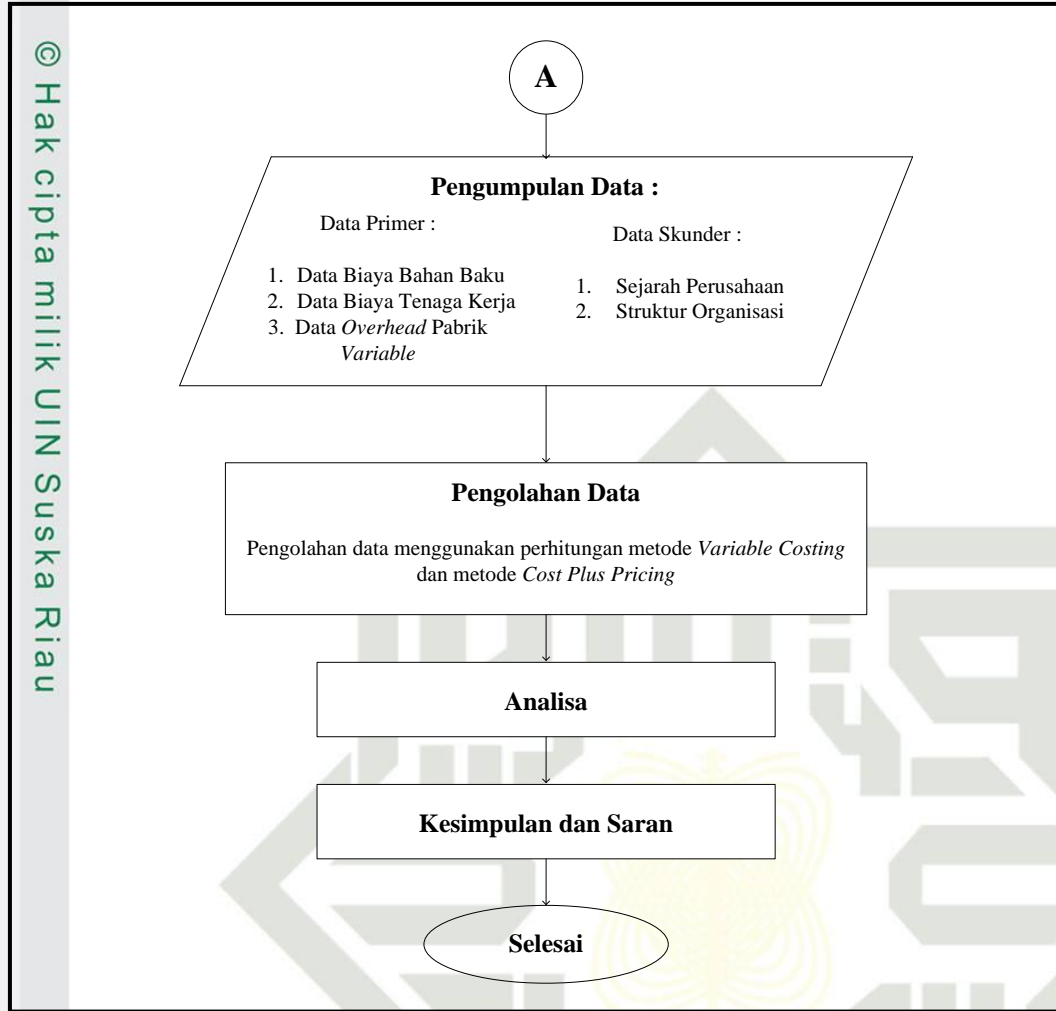 © Hak cipta milik UIN Suska Riau
A
Pengumpulan Data :
Data Primer :
1. Data Biaya Bahan Baku
2. Data Biaya Tenaga Kerja
3. Data Overhead Pabrik
Variable
Data Skunder :
1. Sejarah Perusahaan
2. Struktur Organisasi
Pengolahan Data
Pengolahan data menggunakan perhitungan metode Variable Costing
dan metode Cost Plus Pricing
Analisa
Kesimpulan dan Saran
Selesai